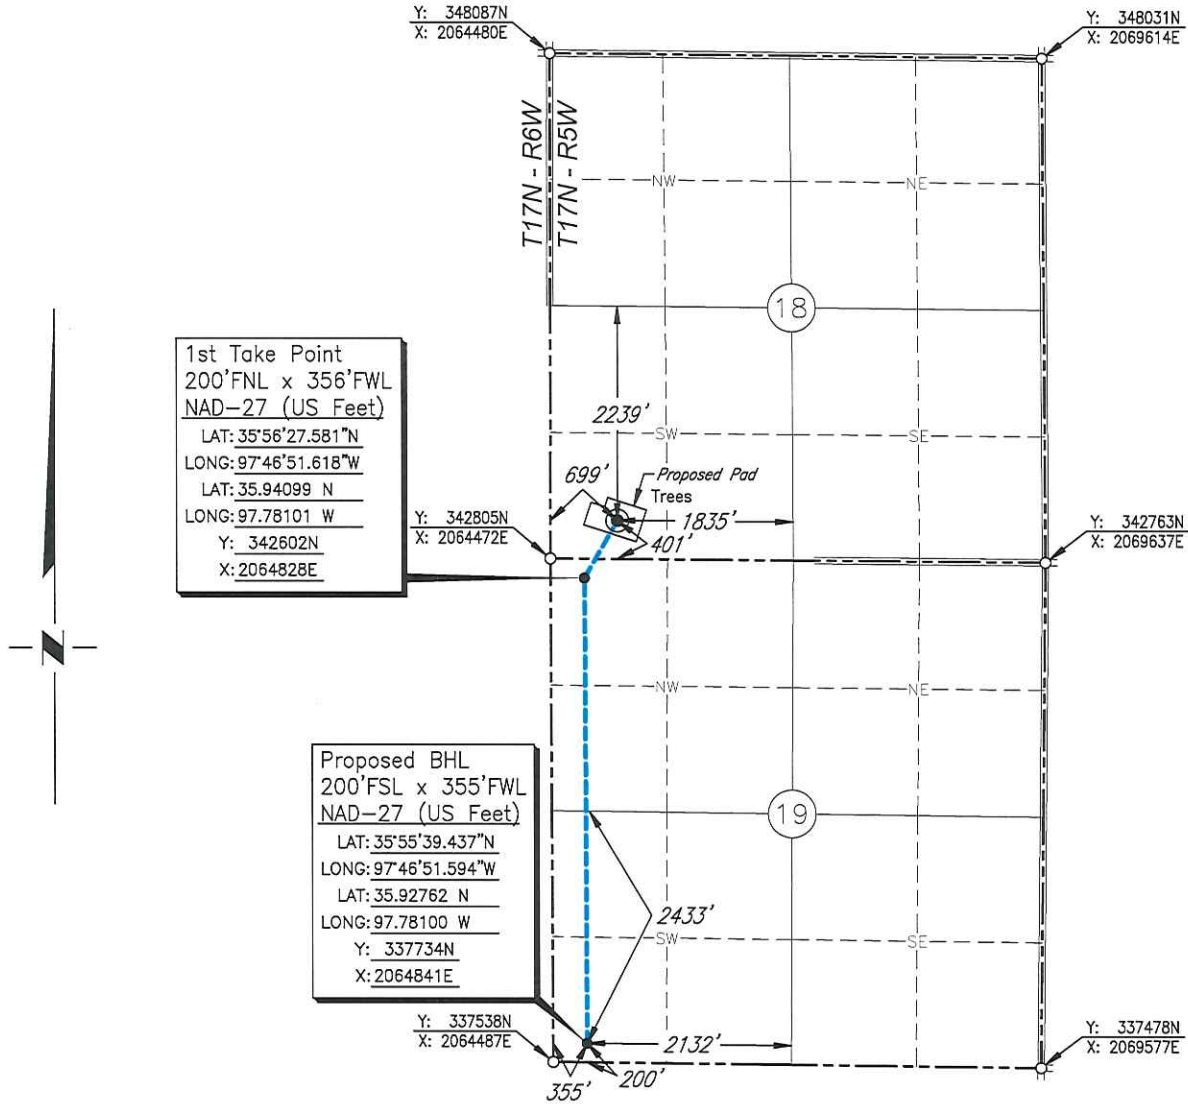 Y: 348087N
X: 2064480E
Y: 348031N
X: 2069614E
T17N - R6W
T17N - R5W
NW
NE
18
1st Take Point
200'FNL x 356'FWL
NAD-27 (US Feet)
LAT: 35°56'27.581"N
LONG: 97°46'51.618"W
LAT: 35.94099 N
LONG: 97.78101 W
Y: 342602N
X: 2064828E
2239'
SW
SE
699'
Proposed Pad
Trees
1835'
401'
Y: 342805N
X: 2064472E
Y: 342763N
X: 2069637E
N
NW
NE
Proposed BHL
200'FSL x 355'FWL
NAD-27 (US Feet)
LAT: 35°55'39.437"N
LONG: 97°46'51.594"W
LAT: 35.92762 N
LONG: 97.78100 W
Y: 337734N
X: 2064841E
19
2433'
SW
SE
Y: 337538N
X: 2064487E
2132'
Y: 337478N
X: 2069577E
355'
200'